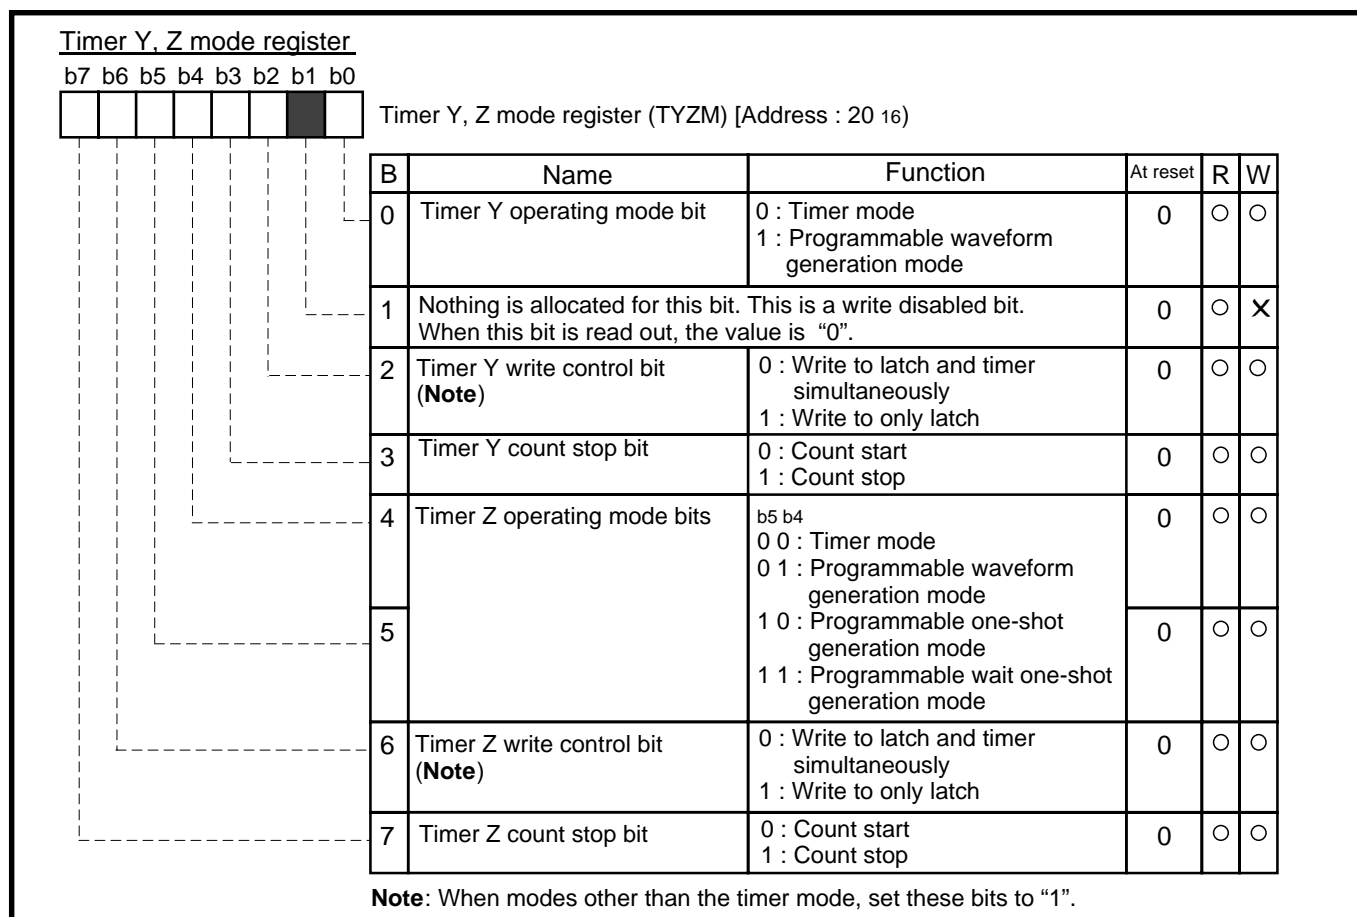 Timer Y, Z mode register
b7 b6 b5 b4 b3 b2 b1 b0
Timer Y, Z mode register (TYZM) [Address : 20 16)
B Name Function At reset R W
0 Timer Y operating mode bit 0 : Timer mode 0 ○ ○
1 : Programmable waveform
generation mode
1 Nothing is allocated for this bit. This is a write disabled bit. 0 ○ ×
When this bit is read out, the value is “0”.
2 Timer Y write control bit 0 : Write to latch and timer 0 ○ ○
(Note) simultaneously
1 : Write to only latch
3 Timer Y count stop bit 0 : Count start 0 ○ ○
1 : Count stop
4 Timer Z operating mode bits b5 b4 0 ○ ○
0 0 : Timer mode
0 1 : Programmable waveform
generation mode
5 1 0 : Programmable one-shot 0 ○ ○
generation mode
1 1 : Programmable wait one-shot
generation mode
6 Timer Z write control bit 0 : Write to latch and timer 0 ○ ○
(Note) simultaneously
1 : Write to only latch
7 Timer Z count stop bit 0 : Count start 0 ○ ○
1 : Count stop
Note: When modes other than the timer mode, set these bits to “1”.